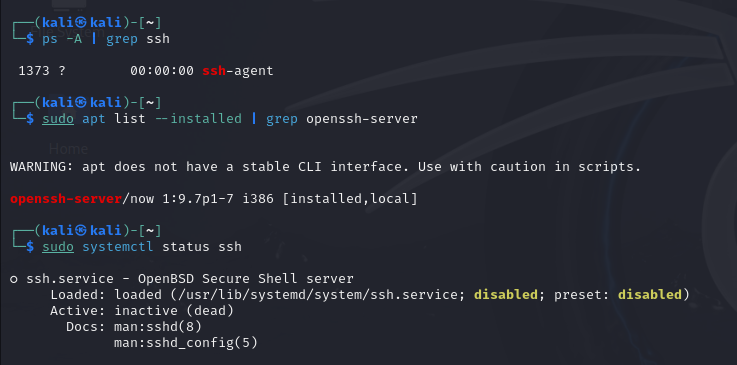 ┌──(kali㉿kali)-[~]
└─$ ps -A | grep ssh
1373 ? 00:00:00 ssh-agent
┌──(kali㉿kali)-[~]
└─$ sudo apt list --installed | grep openssh-server
Home
WARNING: apt does not have a stable CLI interface. Use with caution in scripts.
openssh-server/now 1:9.7p1-7 i386 [installed,local]
┌──(kali㉿kali)-[~]
└─$ sudo systemctl status ssh
○ ssh.service - OpenBSD Secure Shell server
Loaded: loaded (/usr/lib/systemd/system/ssh.service; disabled; preset: disabled)
Active: inactive (dead)
Docs: man:sshd(8)
man:sshd_config(5)